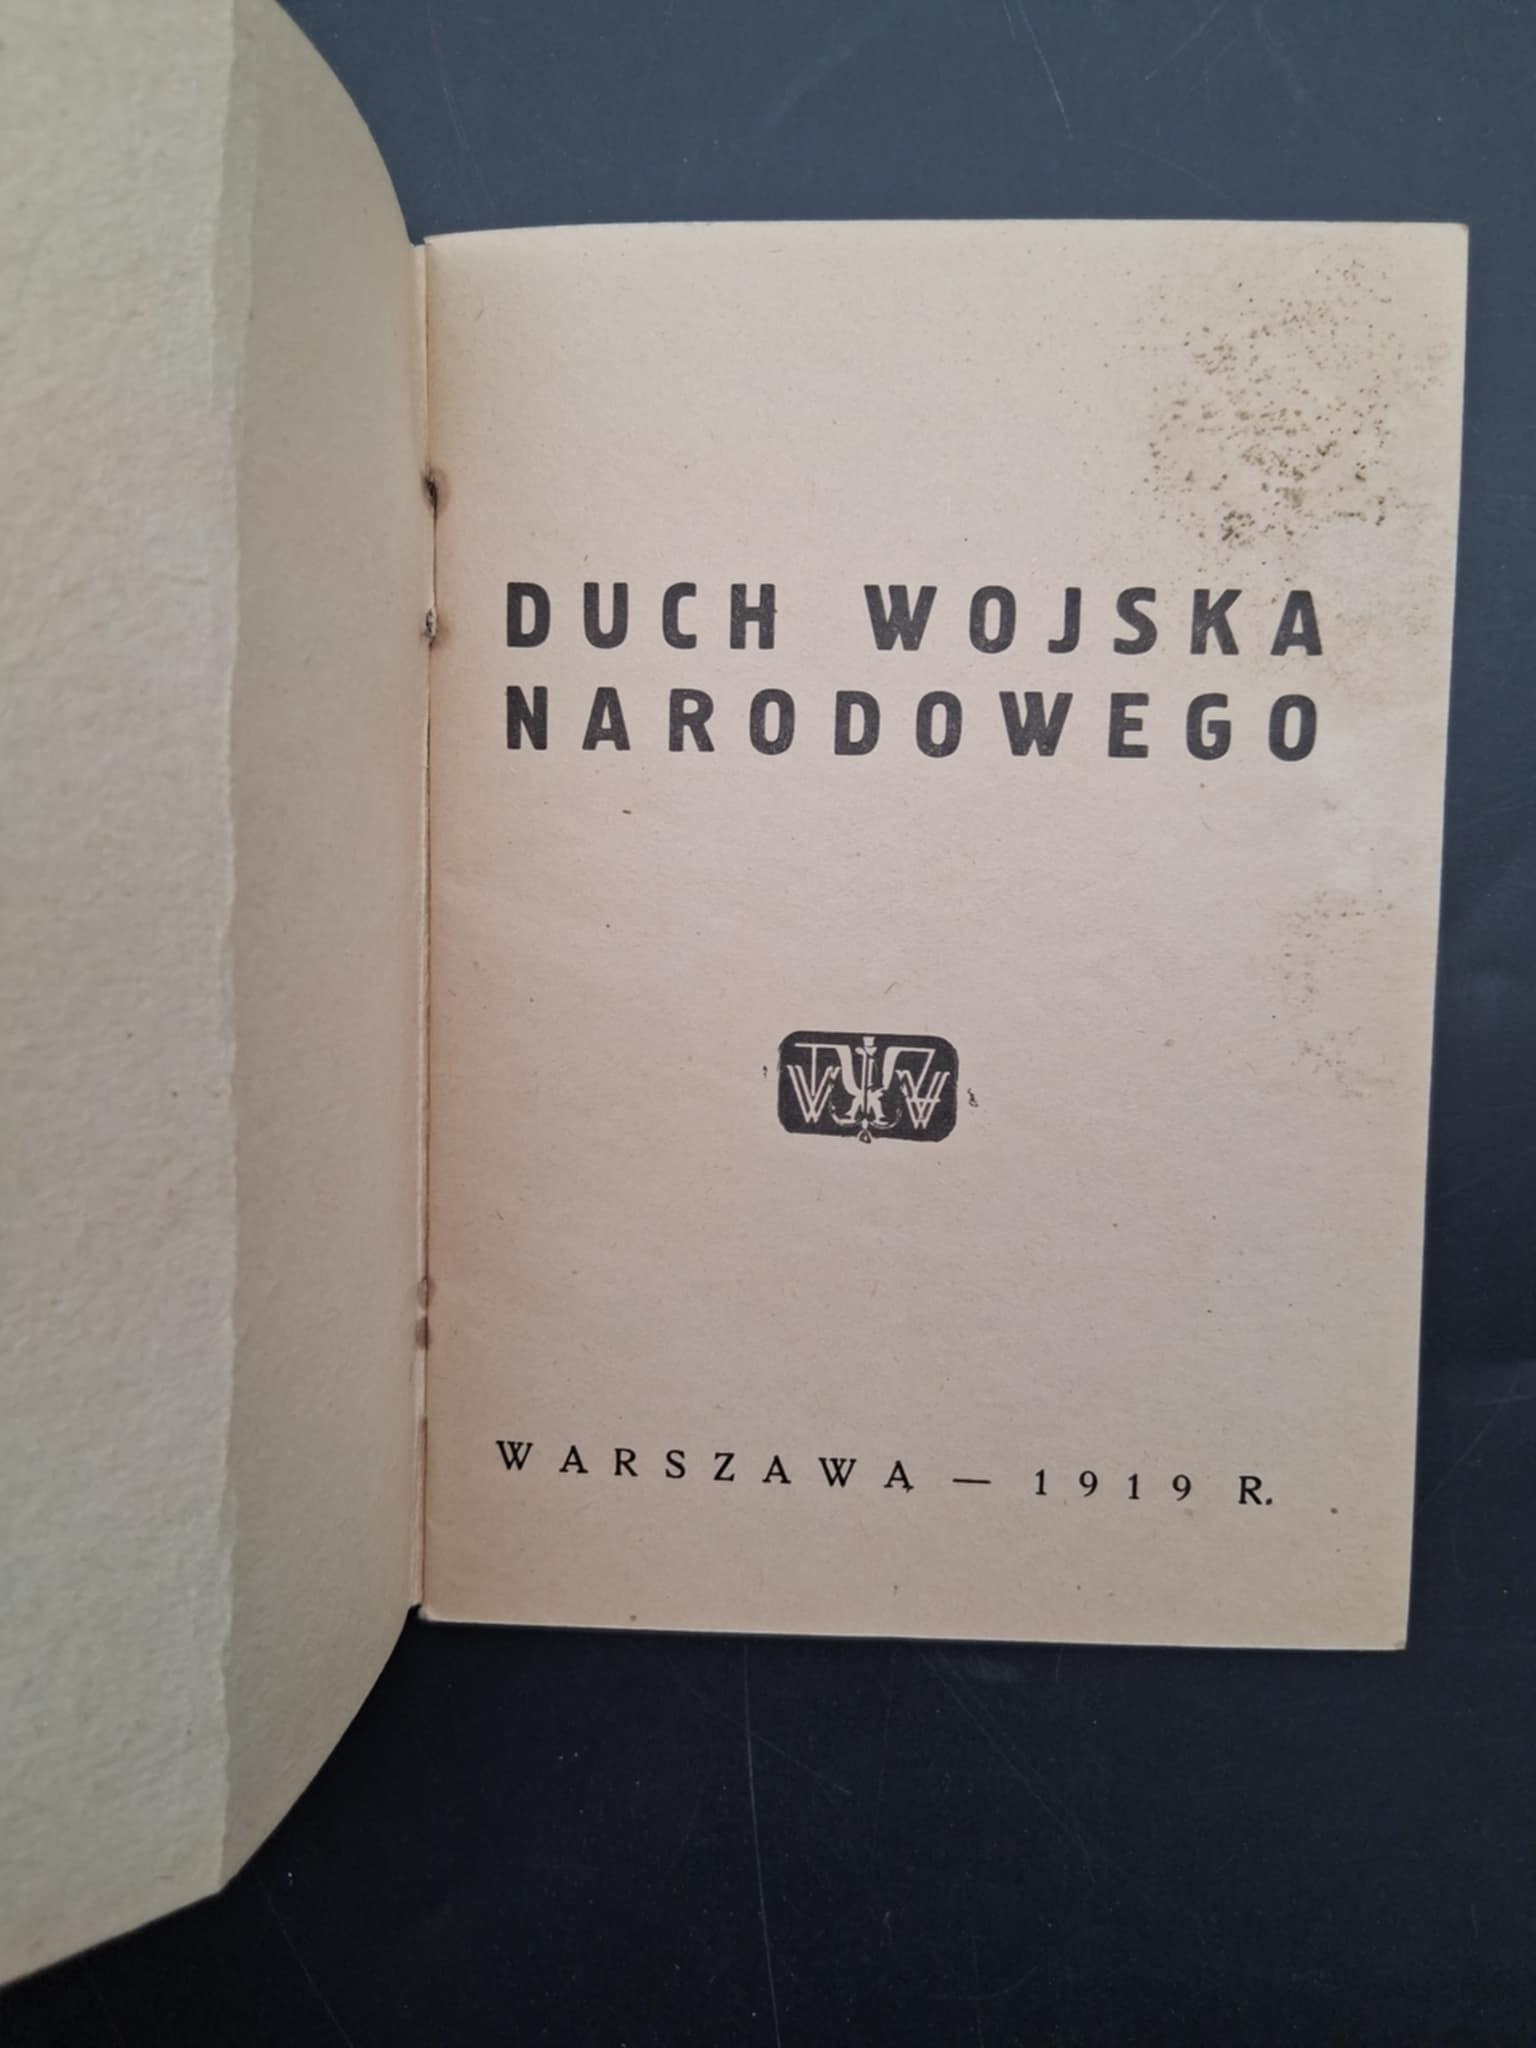 DUCH WOJSKA
NARODOWEGO
WARSZAWA — 1919 R.